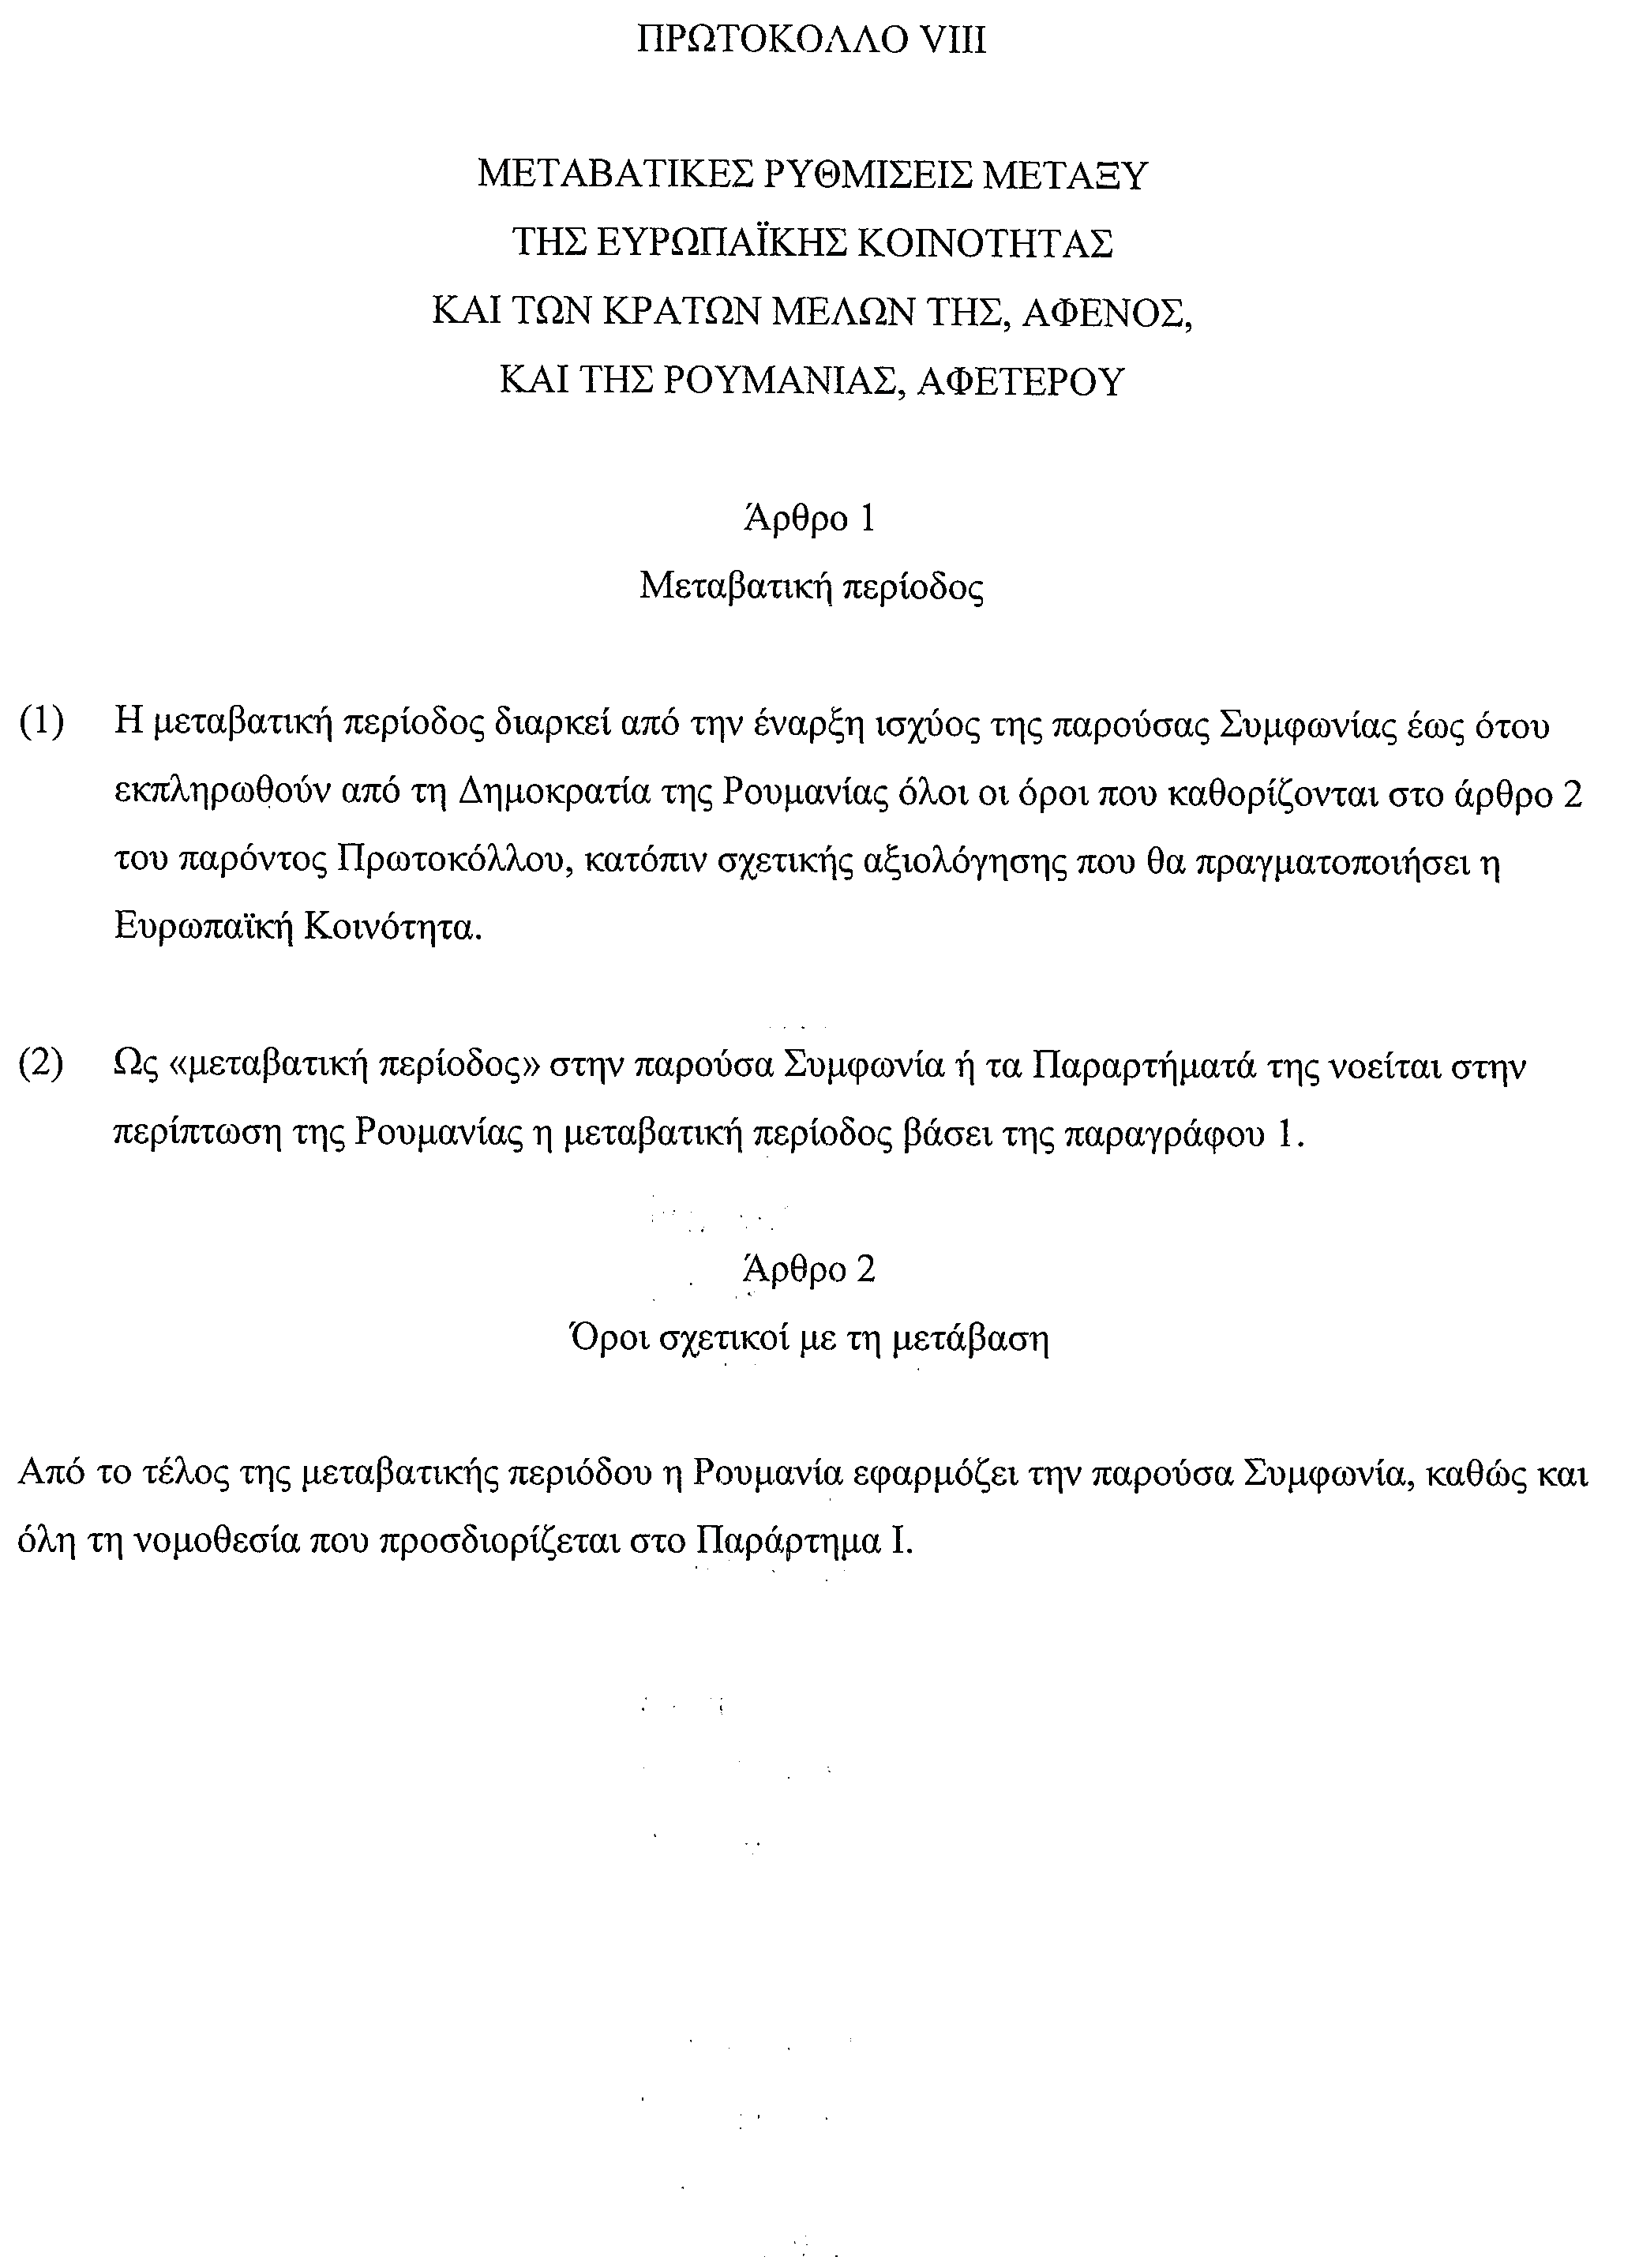 ΠΡΩΤΟΚΟΛΛΟ VIII
ΜΕΤΑΒΑΤΙΚΕΣ ΡΥΘΜΙΣΕΙΣ ΜΕΤΑΞΥ
ΤΗΣ ΕΥΡΩΠΑΪΚΗΣ ΚΟΙΝΟΤΗΤΑΣ
ΚΑΙ ΤΩΝ ΚΡΑΤΩΝ ΜΕΛΩΝ ΤΗΣ, ΑΦΕΝΟΣ,
ΚΑΙ ΤΗΣ ΡΟΥΜΑΝΙΑΣ, ΑΦΕΤΕΡΟΥ
Άρθρο 1
Μεταβατική περίοδος
(1) Η μεταβατική περίοδος διαρκεί από την έναρξη ισχύος της παρούσας Συμφωνίας έως ότου
εκπληρωθούν από τη Δημοκρατία της Ρουμανίας όλοι οι όροι που καθορίζονται στο άρθρο 2
του παρόντος Πρωτοκόλλου, κατόπιν σχετικής αξιολόγησης που θα πραγματοποιήσει η
Ευρωπαϊκή Κοινότητα.
(2) Ως «μεταβατική περίοδος» στην παρούσα Συμφωνία ή τα Παραρτήματά της νοείται στην
περίπτωση της Ρουμανίας η μεταβατική περίοδος βάσει της παραγράφου 1.
Άρθρο 2
Όροι σχετικοί με τη μετάβαση
Από το τέλος της μεταβατικής περιόδου η Ρουμανία εφαρμόζει την παρούσα Συμφωνία, καθώς και
όλη τη νομοθεσία που προσδιορίζεται στο Παράρτημα Ι.